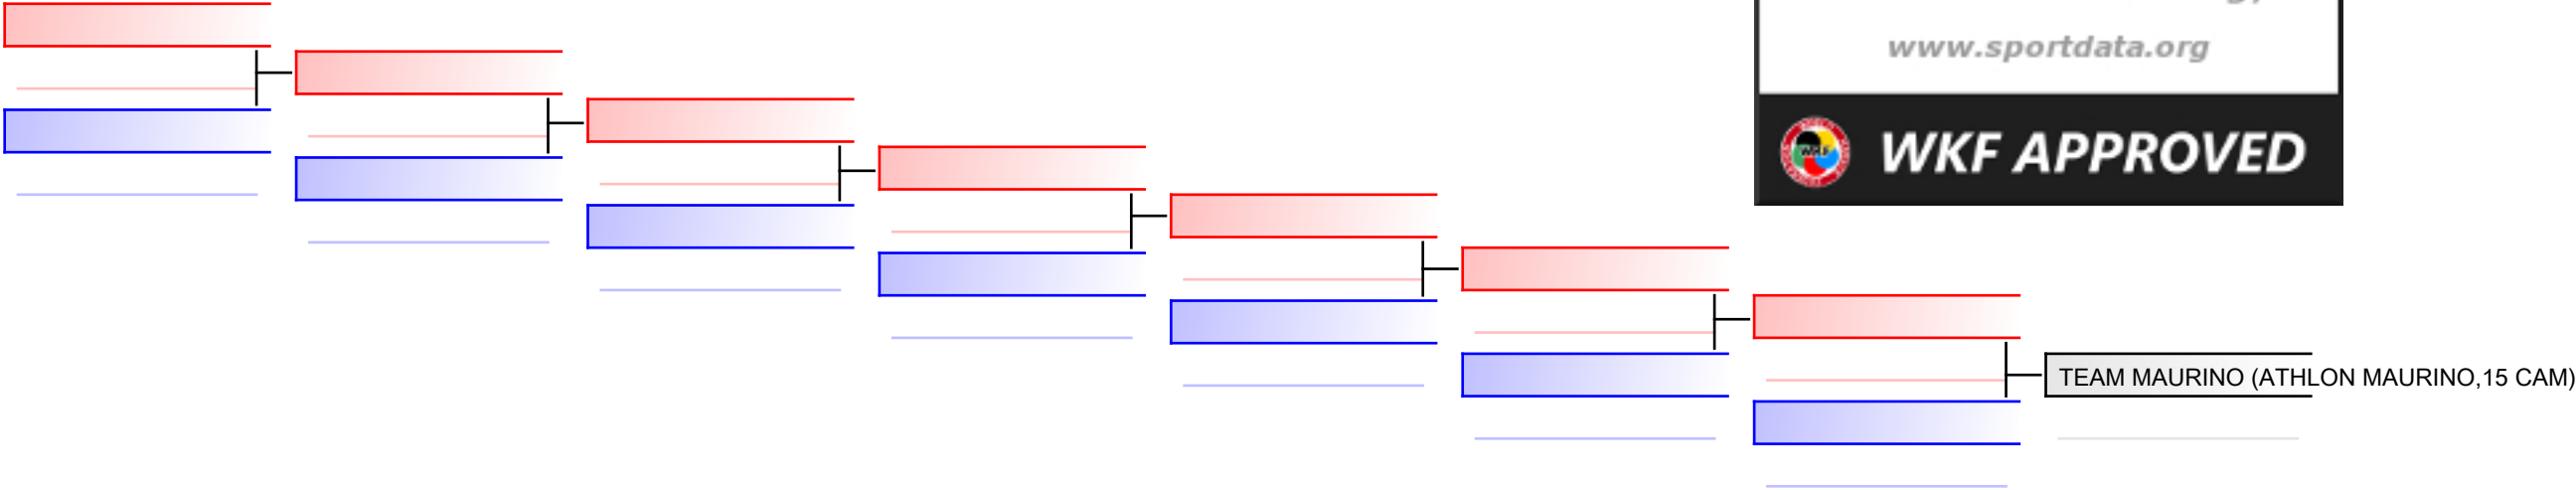 www.sportdata.org
WKF APPROVED
TEAM MAURINO (ATHLON MAURINO,15 CAM)